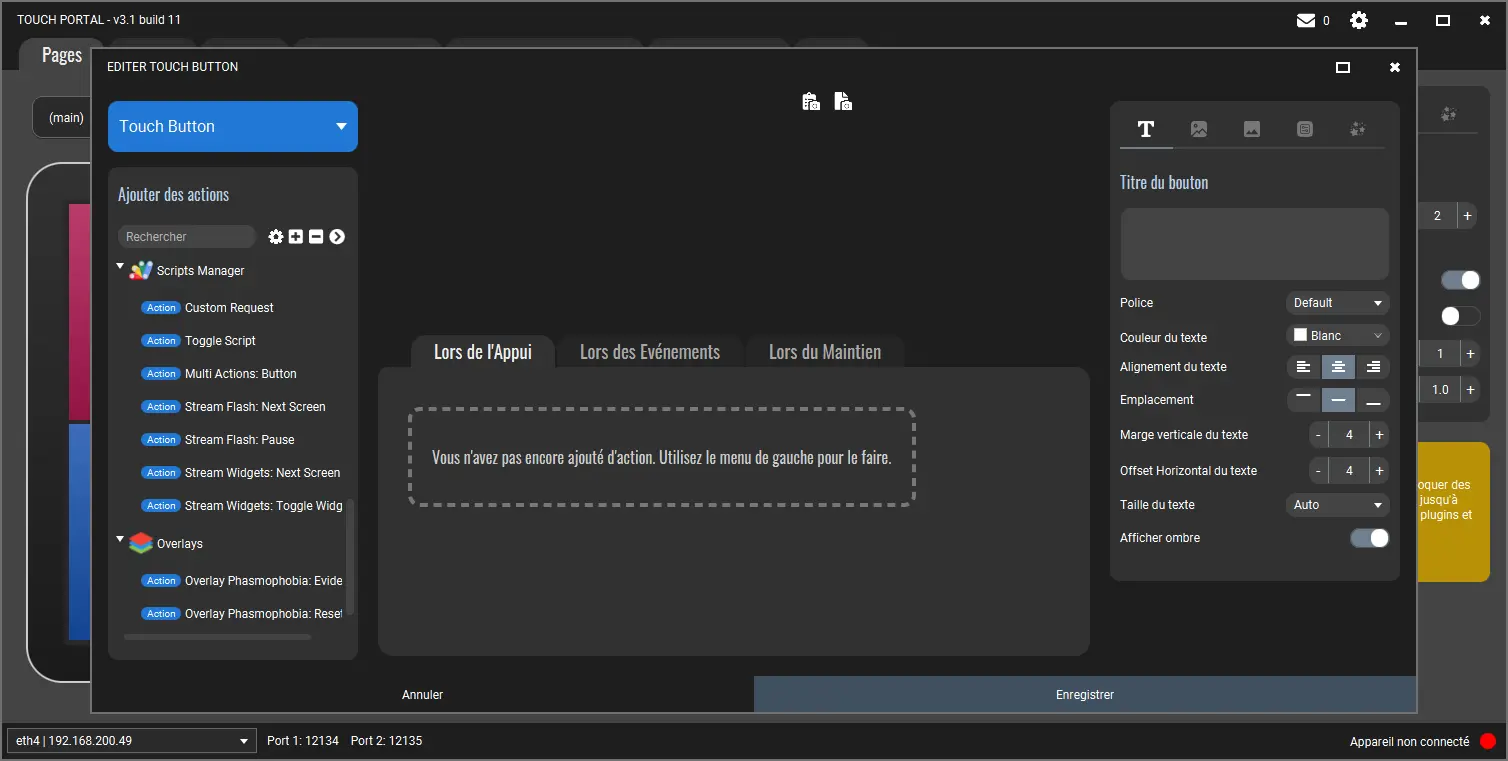 TOUCH PORTAL - v3.1 build 11
0
Pages
(main)
EDITER TOUCH BUTTON
Touch Button
Ajouter des actions
Rechercher
Scripts Manager
Action Custom Request
Action Toggle Script
Action Multi Actions: Button
Action Stream Flash: Next Screen
Action Stream Flash: Pause
Action Stream Widgets: Next Screen
Action Stream Widgets: Toggle Widg
Overlays
Action Overlay Phasmophobia: Evide
Action Overlay Phasmophobia: Reset
Lors de l'Appui
Lors des Evénements
Lors du Maintien
Vous n'avez pas encore ajouté d'action. Utilisez le menu de gauche pour le faire.
T
Titre du bouton
Police Default
Couleur du texte Blanc
Alignement du texte
Emplacement
Marge verticale du texte - 4 +
Offset Horizontal du texte - 4 +
Taille du texte Auto
Afficher ombre
2 +
1 +
1.0 +
oquer des
jusqu'à
plugins et
Annuler
Enregistrer
eth4 | 192.168.200.49
Port 1: 12134 Port 2: 12135
Appareil non connecté